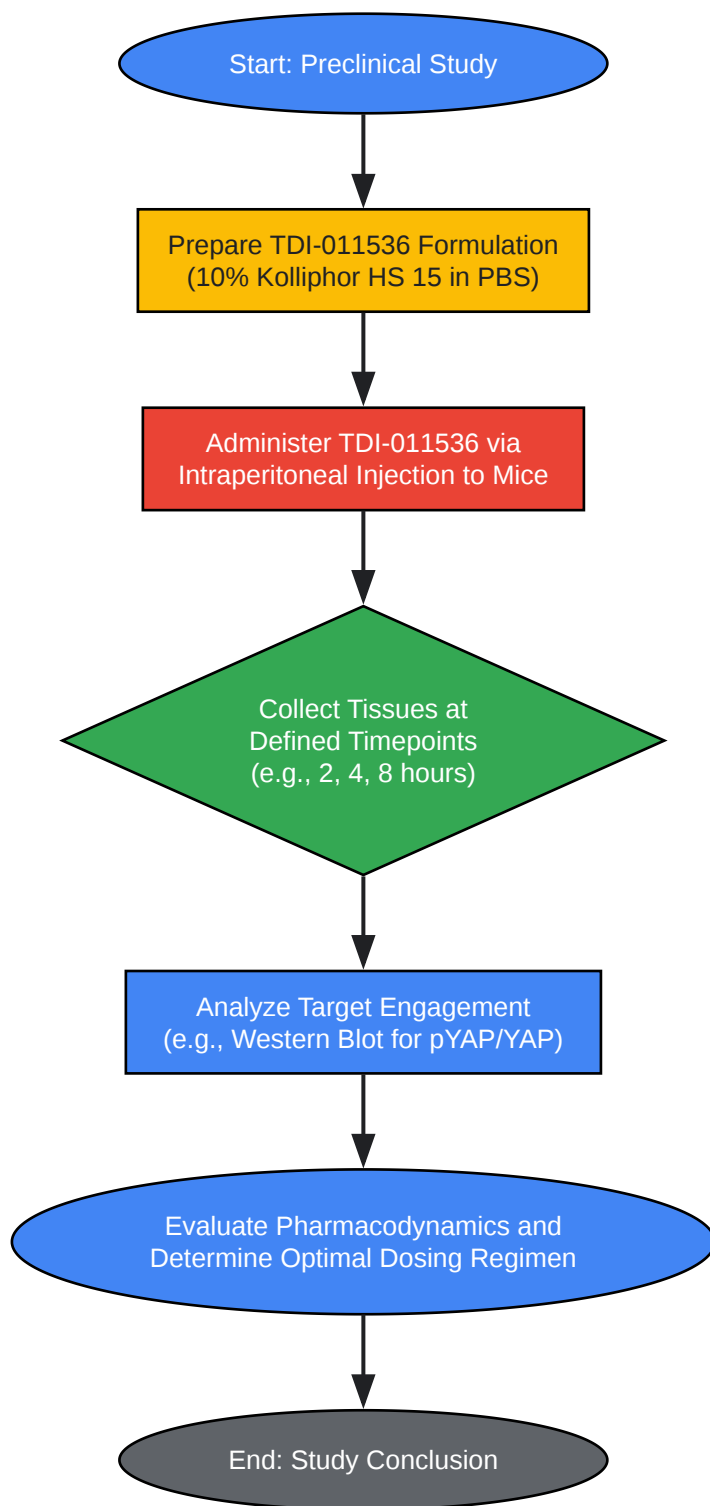 Start: Preclinical Study
Prepare TDI-011536 Formulation
(10% Kolliphor HS 15 in PBS)
Administer TDI-011536 via
Intraperitoneal Injection to Mice
Collect Tissues at
Defined Timepoints
(e.g., 2, 4, 8 hours)
Analyze Target Engagement
(e.g., Western Blot for pYAP/YAP)
Evaluate Pharmacodynamics and
Determine Optimal Dosing Regimen
End: Study Conclusion